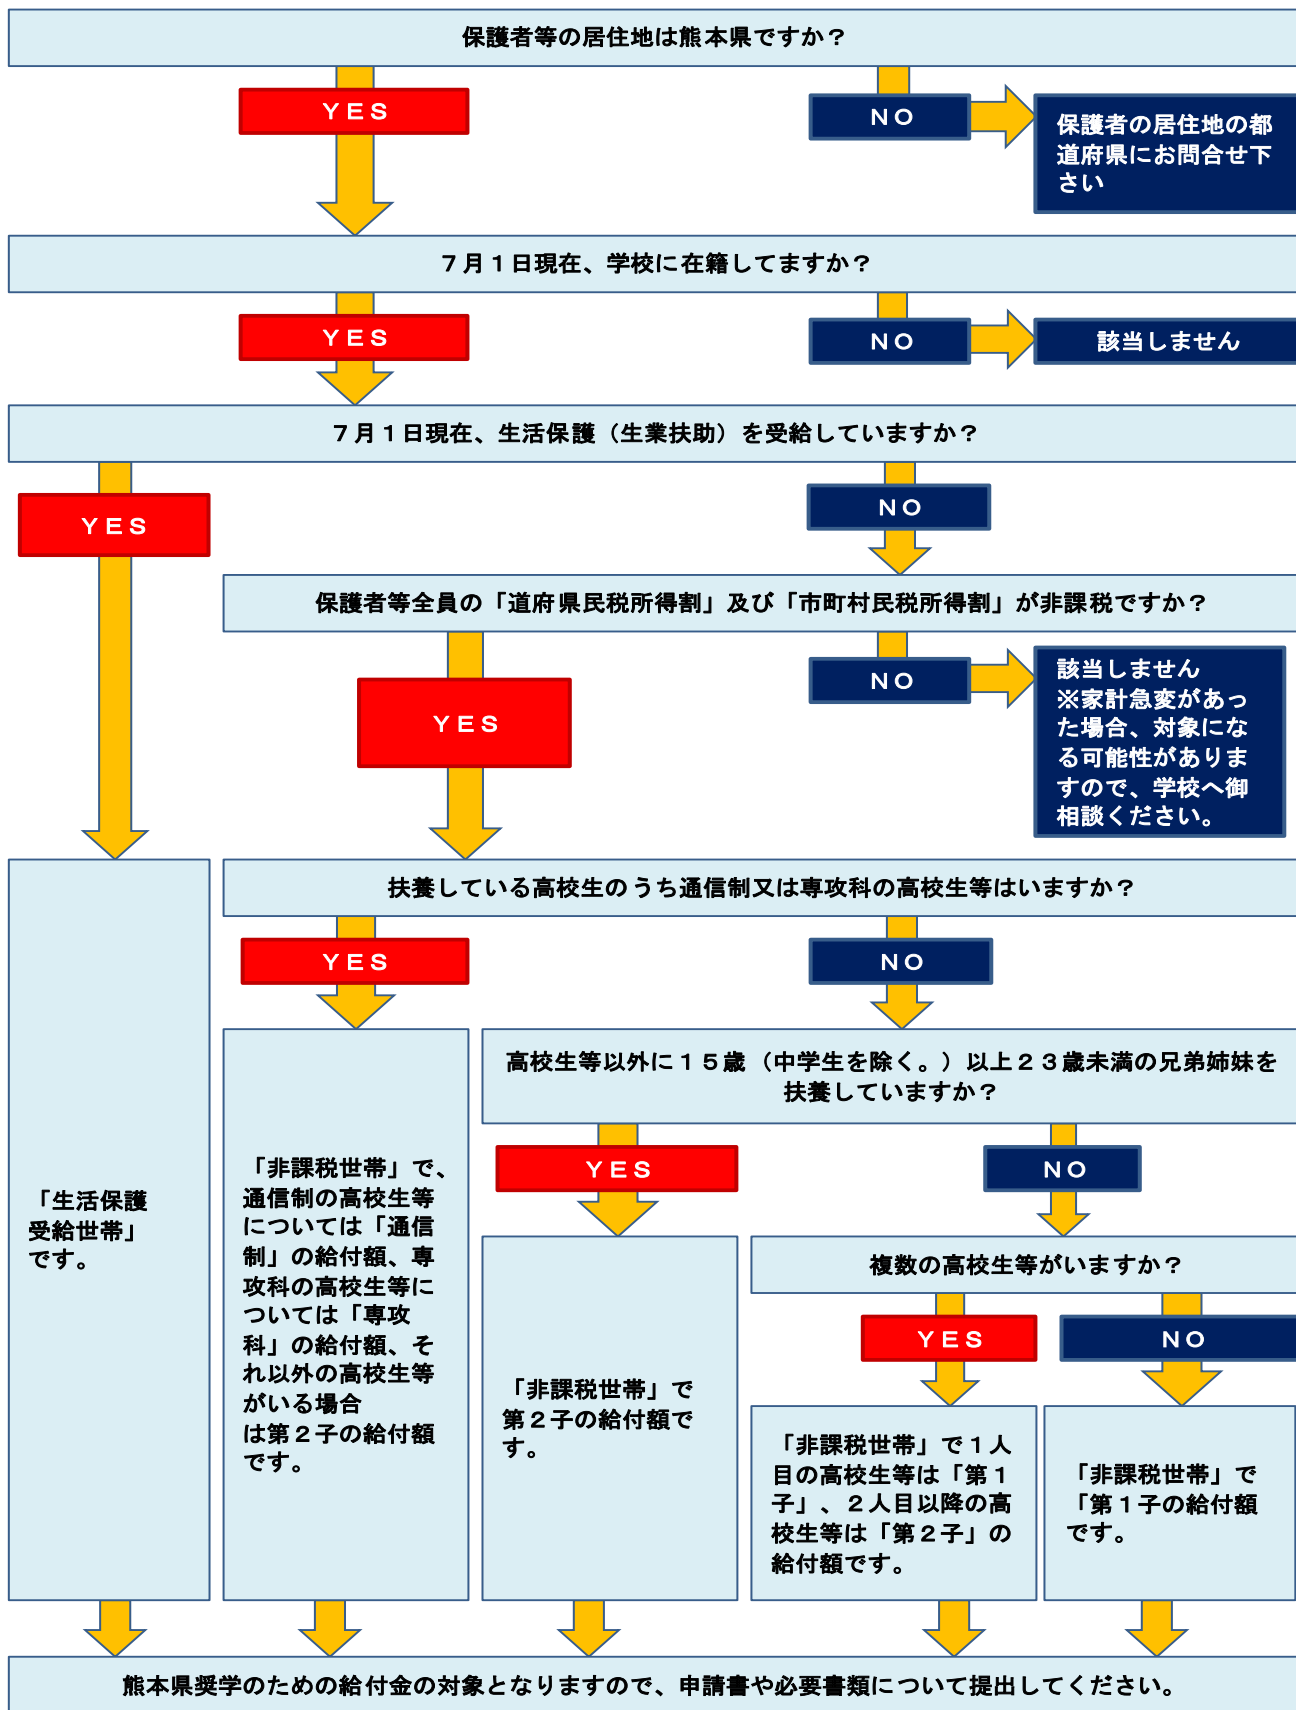 保護者等の居住地は熊本県ですか？
ＹＥＳ
ＮＯ
保護者の居住地の都
道府県にお問合せ下
さい
７月１日現在、学校に在籍してますか？
ＹＥＳ
ＮＯ
該当しません
７月１日現在、生活保護（生業扶助）を受給していますか？
ＹＥＳ
ＮＯ
保護者等全員の「道府県民税所得割」及び「市町村民税所得割」が非課税ですか？
ＹＥＳ
ＮＯ
該当しません
※家計急変があっ
た場合、対象にな
る可能性がありま
すので、学校へ御
相談ください。
扶養している高校生のうち通信制又は専攻科の高校生等はいますか？
ＹＥＳ
ＮＯ
高校生等以外に１５歳（中学生を除く。）以上２３歳未満の兄弟姉妹を
扶養していますか？
ＹＥＳ
ＮＯ
複数の高校生等がいますか？
ＹＥＳ
ＮＯ
「生活保護
受給世帯」
です。
「非課税世帯」で、
通信制の高校生等
については「通信
制」の給付額、専
攻科の高校生等に
ついては「専攻
科」の給付額、そ
れ以外の高校生等
がいる場合
は第２子の給付額
です。
「非課税世帯」で
第２子の給付額で
す。
「非課税世帯」で１人
目の高校生等は「第１
子」、２人目以降の高
校生等は「第２子」の
給付額です。
「非課税世帯」で
「第１子の給付額
です。
熊本県奨学のための給付金の対象となりますので、申請書や必要書類について提出してください。